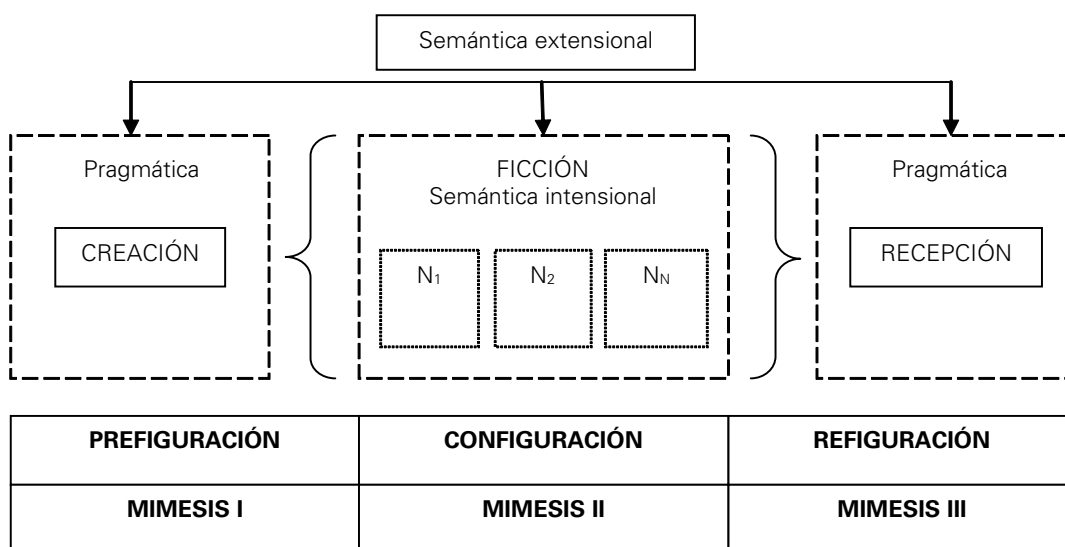 Semántica extensional
Pragmática
CREACIÓN
FICCIÓN
Semántica intensional
N₁
N₂
N_N
Pragmática
RECEPCIÓN
PREFIGURACIÓN
CONFIGURACIÓN
REFIGURACIÓN
MIMESIS I
MIMESIS II
MIMESIS III